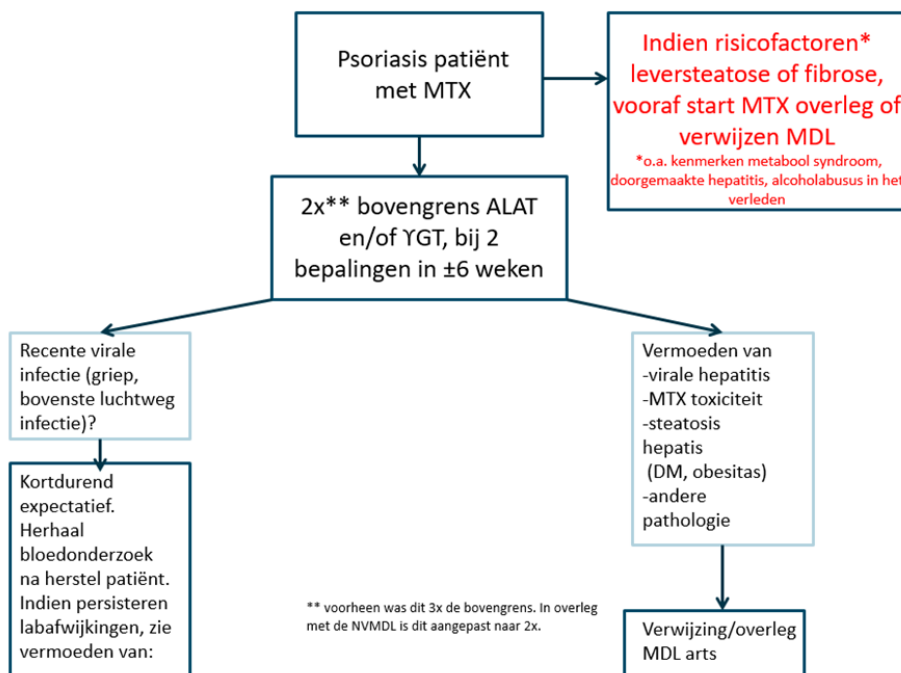 Psoriasis patiënt
met MTX
Indien risicofactoren*
leversteatose of fibrose,
vooraf start MTX overleg of
verwijzen MDL
*o.a. kenmerken metabool syndroom,
doorgemaakte hepatitis, alcoholabusus in het
verleden
2x** bovengrens ALAT
en/of ϒGT, bij 2
bepalingen in ±6 weken
Recente virale
infectie (griep,
bovenste luchtweg
infectie)?
Kortdurend
expectatief.
Herhaal
bloedonderzoek
na herstel patiënt.
Indien persisteren
labafwijkingen, zie
vermoeden van:
Vermoeden van
-virale hepatitis
-MTX toxiciteit
-steatosis
hepatis
(DM, obesitas)
-andere
pathologie
** voorheen was dit 3x de bovengrens. In overleg
met de NVMDL is dit aangepast naar 2x.
Verwijzing/overleg
MDL arts